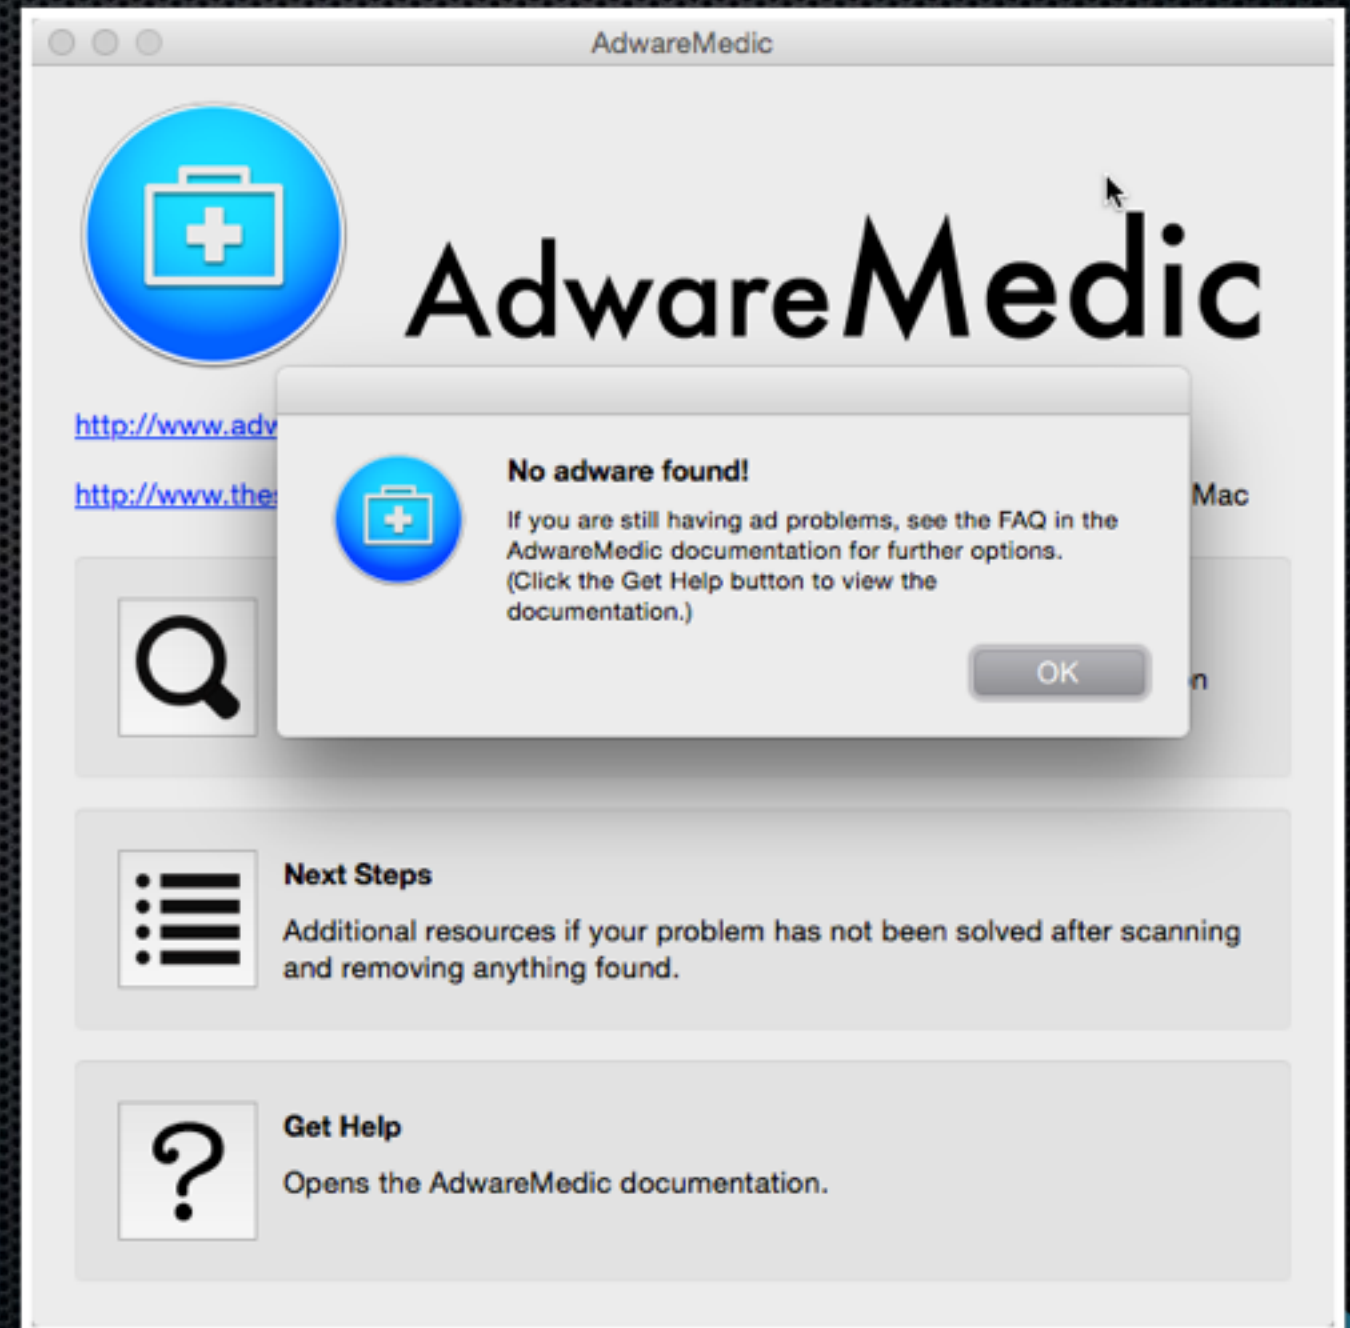 AdwareMedic
AdwareMedic
http://www.adw
http://www.thes
Mac
No adware found!
If you are still having ad problems, see the FAQ in the
AdwareMedic documentation for further options.
(Click the Get Help button to view the
documentation.)
OK
n
Next Steps
Additional resources if your problem has not been solved after scanning
and removing anything found.
Get Help
Opens the AdwareMedic documentation.